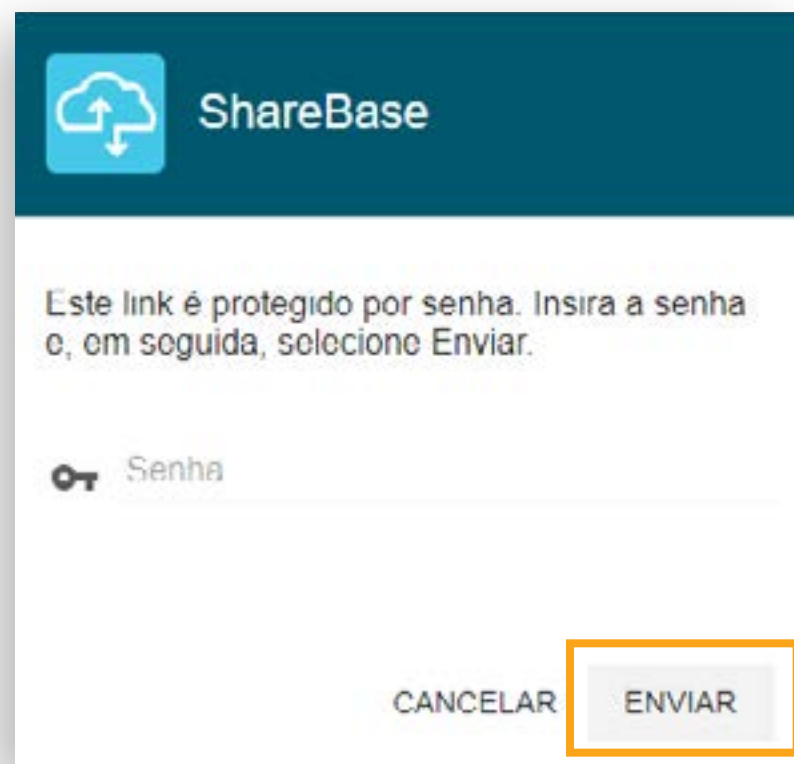 ShareBase
Este link é protegido por senha. Insira a senha
e, em seguida, selecione Enviar.
Senha
CANCELAR ENVIAR